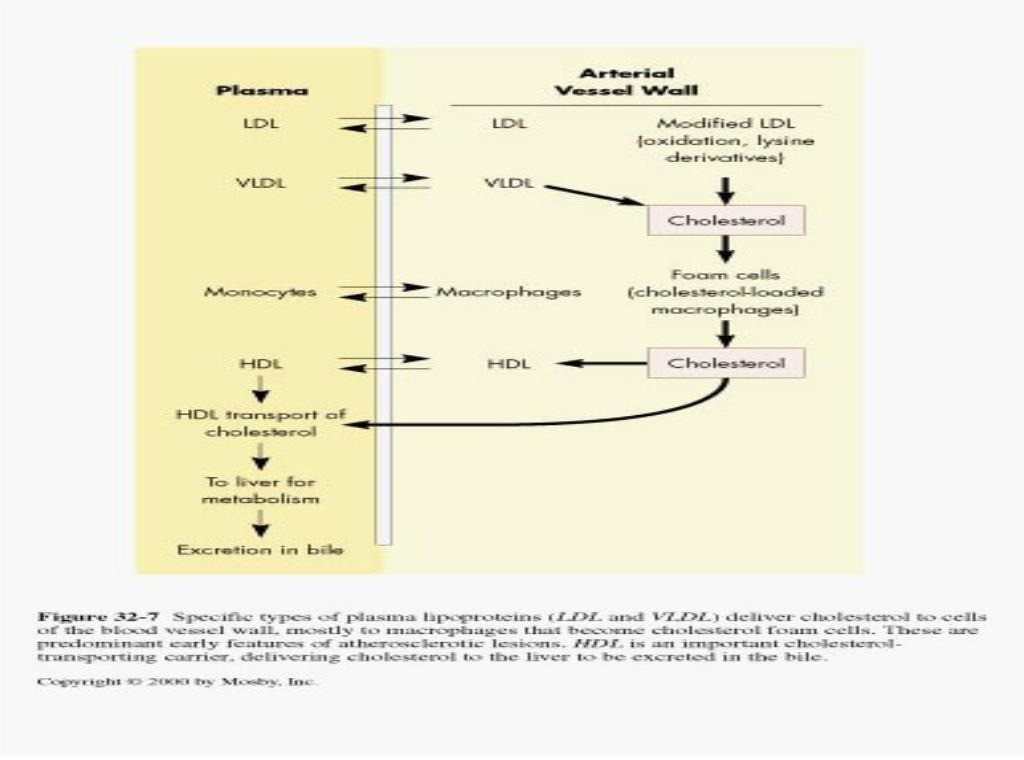 Plasma
Arterial
Vessel Wall
LDL
LDL
Modified LDL
(oxidation, lysine
derivatives)
VLDL
VLDL
Cholesterol
Monocytes
Macrophages
Foam cells
(cholesterol-loaded
macrophages)
HDL
HDL
Cholesterol
HDL transport of
cholesterol
To liver for
metabolism
Excretion in bile
Figure 32-7 Specific types of plasma lipoproteins (LDL and VLDL) deliver cholesterol to cells
of the blood vessel wall, mostly to macrophages that become cholesterol foam cells. These are
predominant early features of atherosclerotic lesions. HDL is an important cholesterol-
transporting carrier, delivering cholesterol to the liver to be excreted in the bile.
Copyright © 2000 by Mosby, Inc.